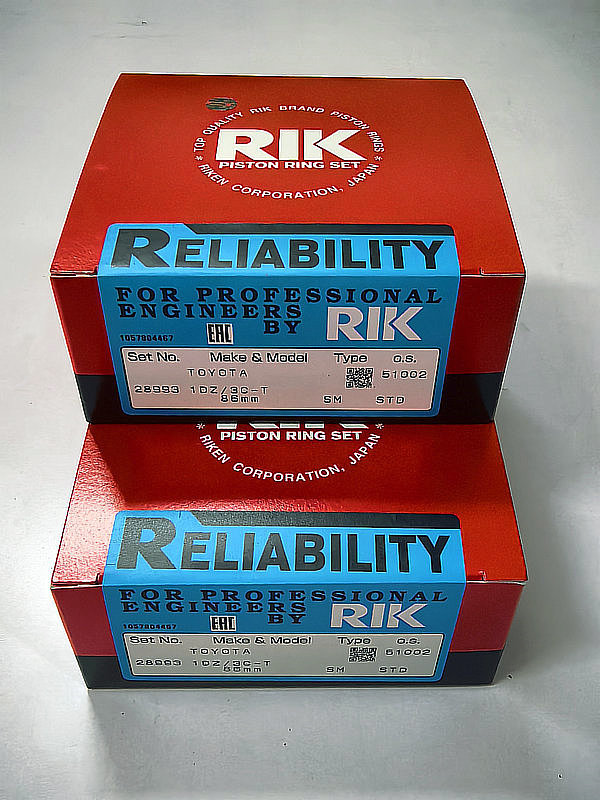 TOP QUALITY RIK BRAND PISTON RINGS
RIK
PISTON RING SET
* RIKEN CORPORATION, JAPAN *
RELIABILITY
FOR PROFESSIONAL
ENGINEERS
BY RIK
1057804467
EAC
Set No. Make & Model Type o.s.
TOYOTA 51002
28993 1DZ/3C-T
86mm SM STD
PISTON RING SET
* RIKEN CORPORATION, JAPAN *
RELIABILITY
FOR PROFESSIONAL
ENGINEERS
BY RIK
1057804467
EAC
Set No. Make & Model Type o.s.
TOYOTA 51002
28993 1DZ/3C-T
86mm SM STD